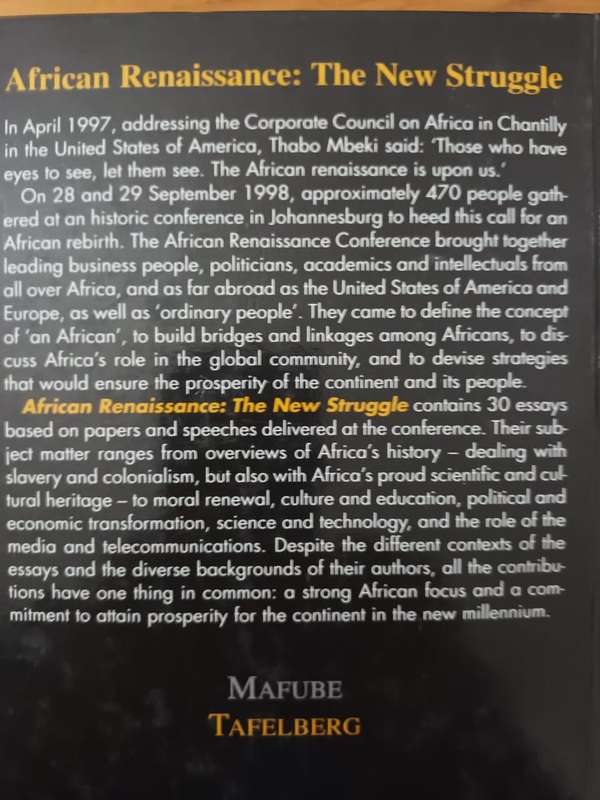 African Renaissance: The New Struggle
In April 1997, addressing the Corporate Council on Africa in Chantilly
in the United States of America, Thabo Mbeki said: ‘Those who have
eyes to see, let them see. The African renaissance is upon us.’
On 28 and 29 September 1998, approximately 470 people gath-
ered at an historic conference in Johannesburg to heed this call for an
African rebirth. The African Renaissance Conference brought together
leading business people, politicians, academics and intellectuals from
all over Africa, and as far abroad as the United States of America and
Europe, as well as ‘ordinary people’. They came to define the concept
of ‘an African’, to build bridges and linkages among Africans, to dis-
cuss Africa’s role in the global community, and to devise strategies
that would ensure the prosperity of the continent and its people.
African Renaissance: The New Struggle contains 30 essays
based on papers and speeches delivered at the conference. Their sub-
ject matter ranges from overviews of Africa’s history – dealing with
slavery and colonialism, but also with Africa’s proud scientific and cul-
tural heritage – to moral renewal, culture and education, political and
economic transformation, science and technology, and the role of the
media and telecommunications. Despite the different contexts of the
essays and the diverse backgrounds of their authors, all the contribu-
tions have one thing in common: a strong African focus and a com-
mitment to attain prosperity for the continent in the new millennium.
MAFUBE
TAFELBERG